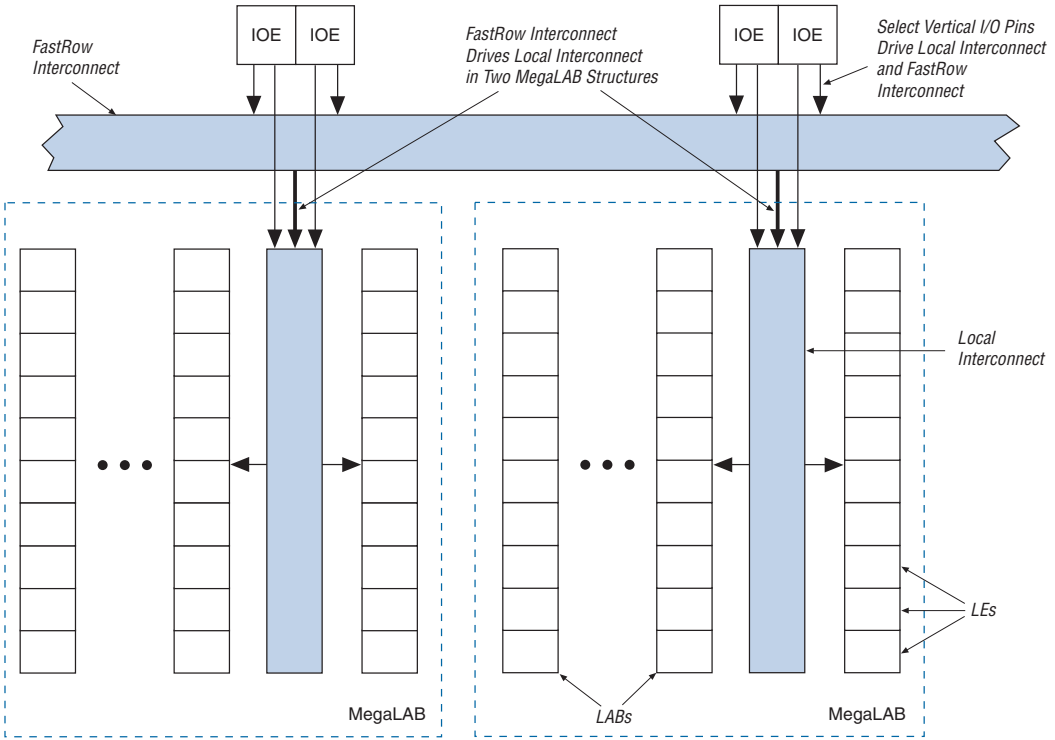 IOE IOE
IOE IOE
FastRow
Interconnect
FastRow Interconnect
Drives Local Interconnect
in Two MegaLAB Structures
Select Vertical I/O Pins
Drive Local Interconnect
and FastRow
Interconnect
Local
Interconnect
LEs
LABs
MegaLAB
MegaLAB